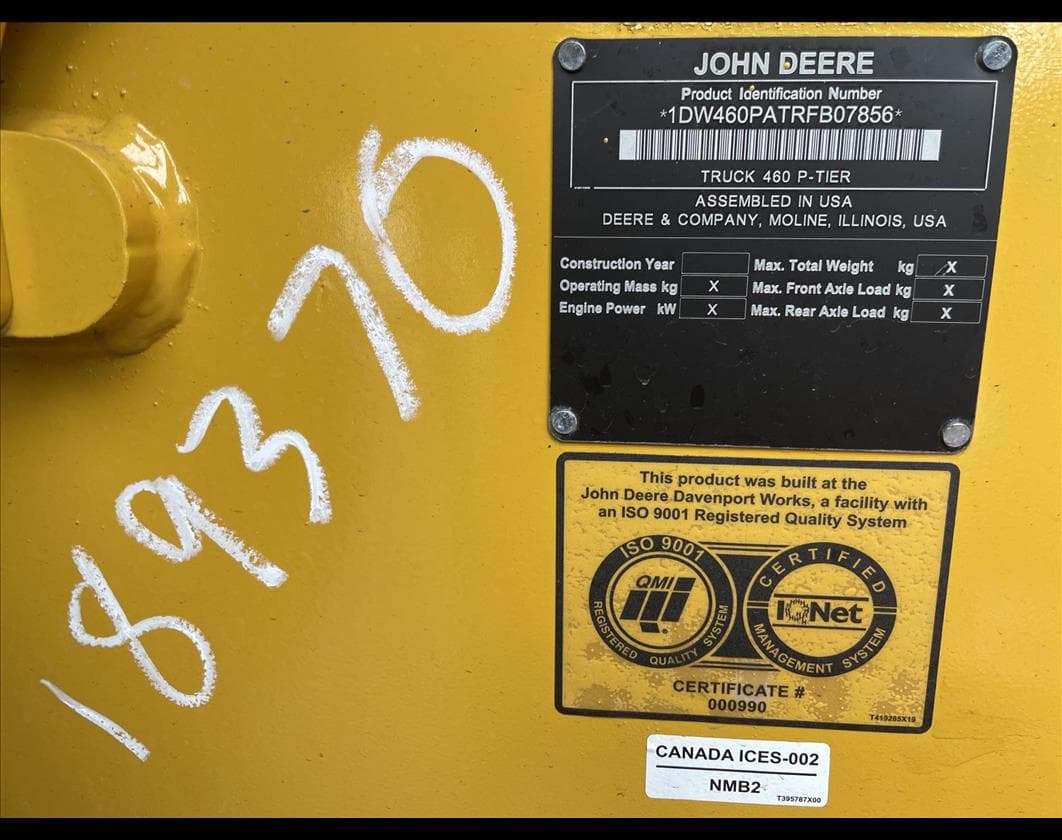 189370
JOHN DEERE
Product Identification Number
*1DW460PATRFB07856*
TRUCK 460 P-TIER
ASSEMBLED IN USA
DEERE & COMPANY, MOLINE, ILLINOIS, USA
Construction Year Max. Total Weight kg X
Operating Mass kg X Max. Front Axle Load kg X
Engine Power kW X Max. Rear Axle Load kg X
This product was built at the
John Deere Davenport Works, a facility with
an ISO 9001 Registered Quality System
ISO 9001
QMI
REGISTERED QUALITY SYSTEM
CERTIFIED
IQNet
MANAGEMENT SYSTEM
CERTIFICATE #
000990
T419285X19
CANADA ICES-002
NMB2
T395787X00